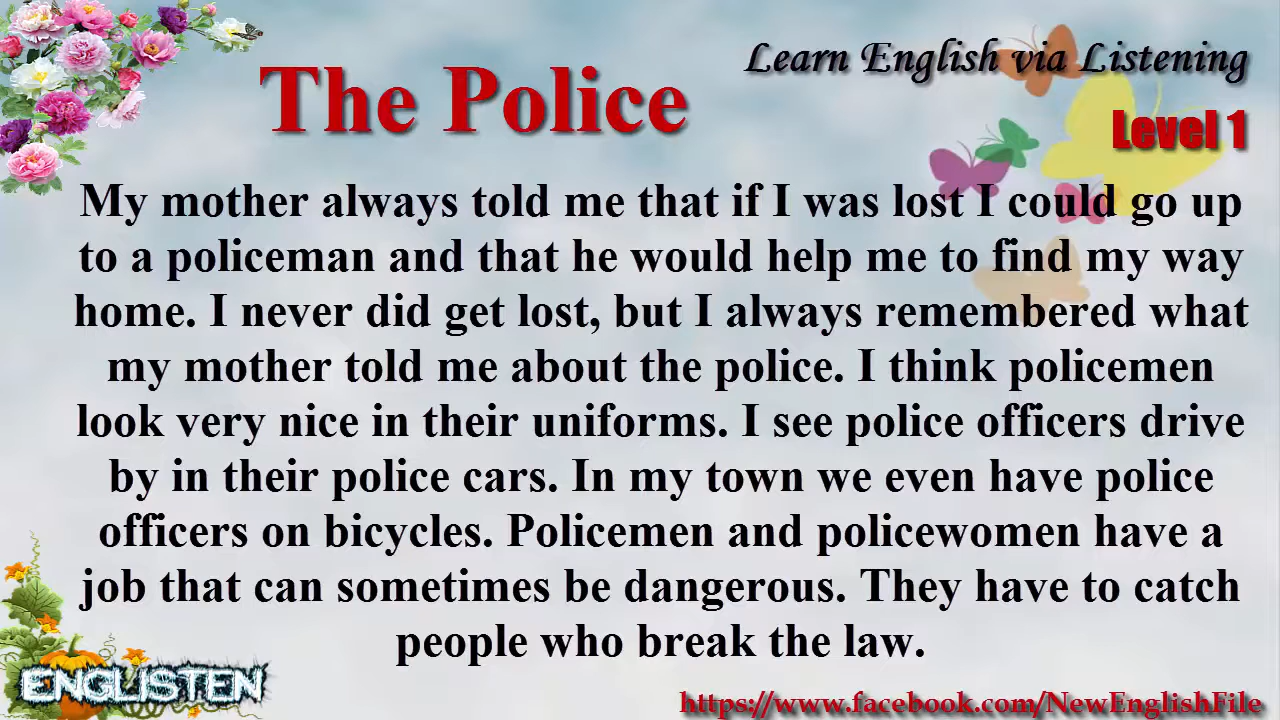 Learn English via Listening
The Police
Level 1
My mother always told me that if I was lost I could go up
to a policeman and that he would help me to find my way
home. I never did get lost, but I always remembered what
my mother told me about the police. I think policemen
look very nice in their uniforms. I see police officers drive
by in their police cars. In my town we even have police
officers on bicycles. Policemen and policewomen have a
job that can sometimes be dangerous. They have to catch
people who break the law.
ENGLISTEN
https://www.facebook.com/NewEnglishFile